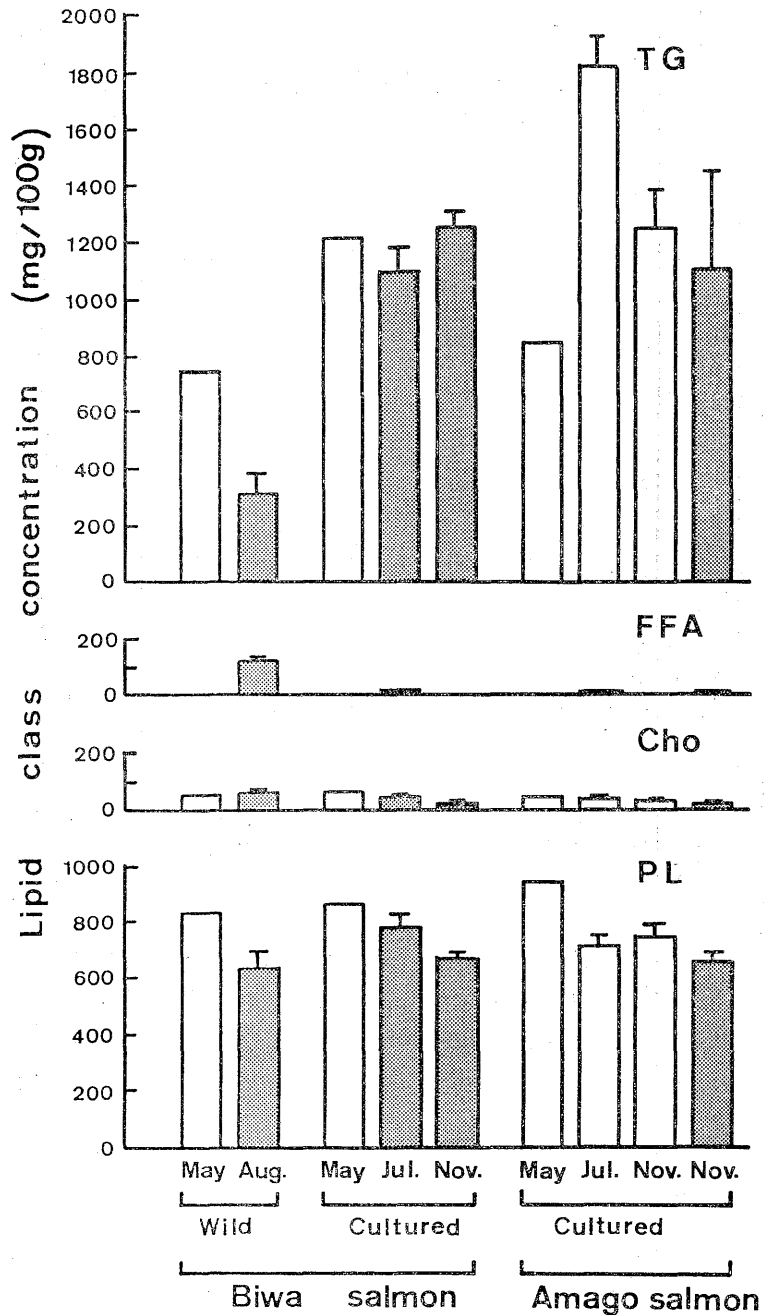 Lipid class concentration (mg/100g)
TG
2000
1800
1600
1400
1200
1000
800
600
400
200
0
FFA
200
0
Cho
200
0
PL
1000
800
600
400
200
0
May Aug. May Jul. Nov. May Jul. Nov. Nov.
Wild Cultured Cultured
Biwa salmon Amago salmon